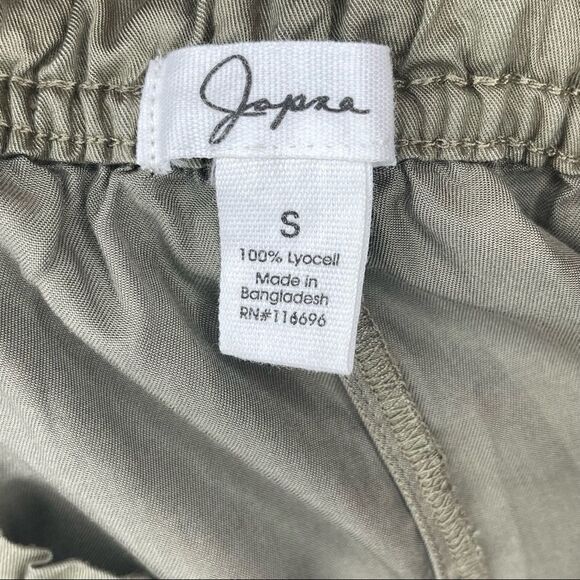 Japna
S
100% Lyocell
Made in
Bangladesh
RN#116696